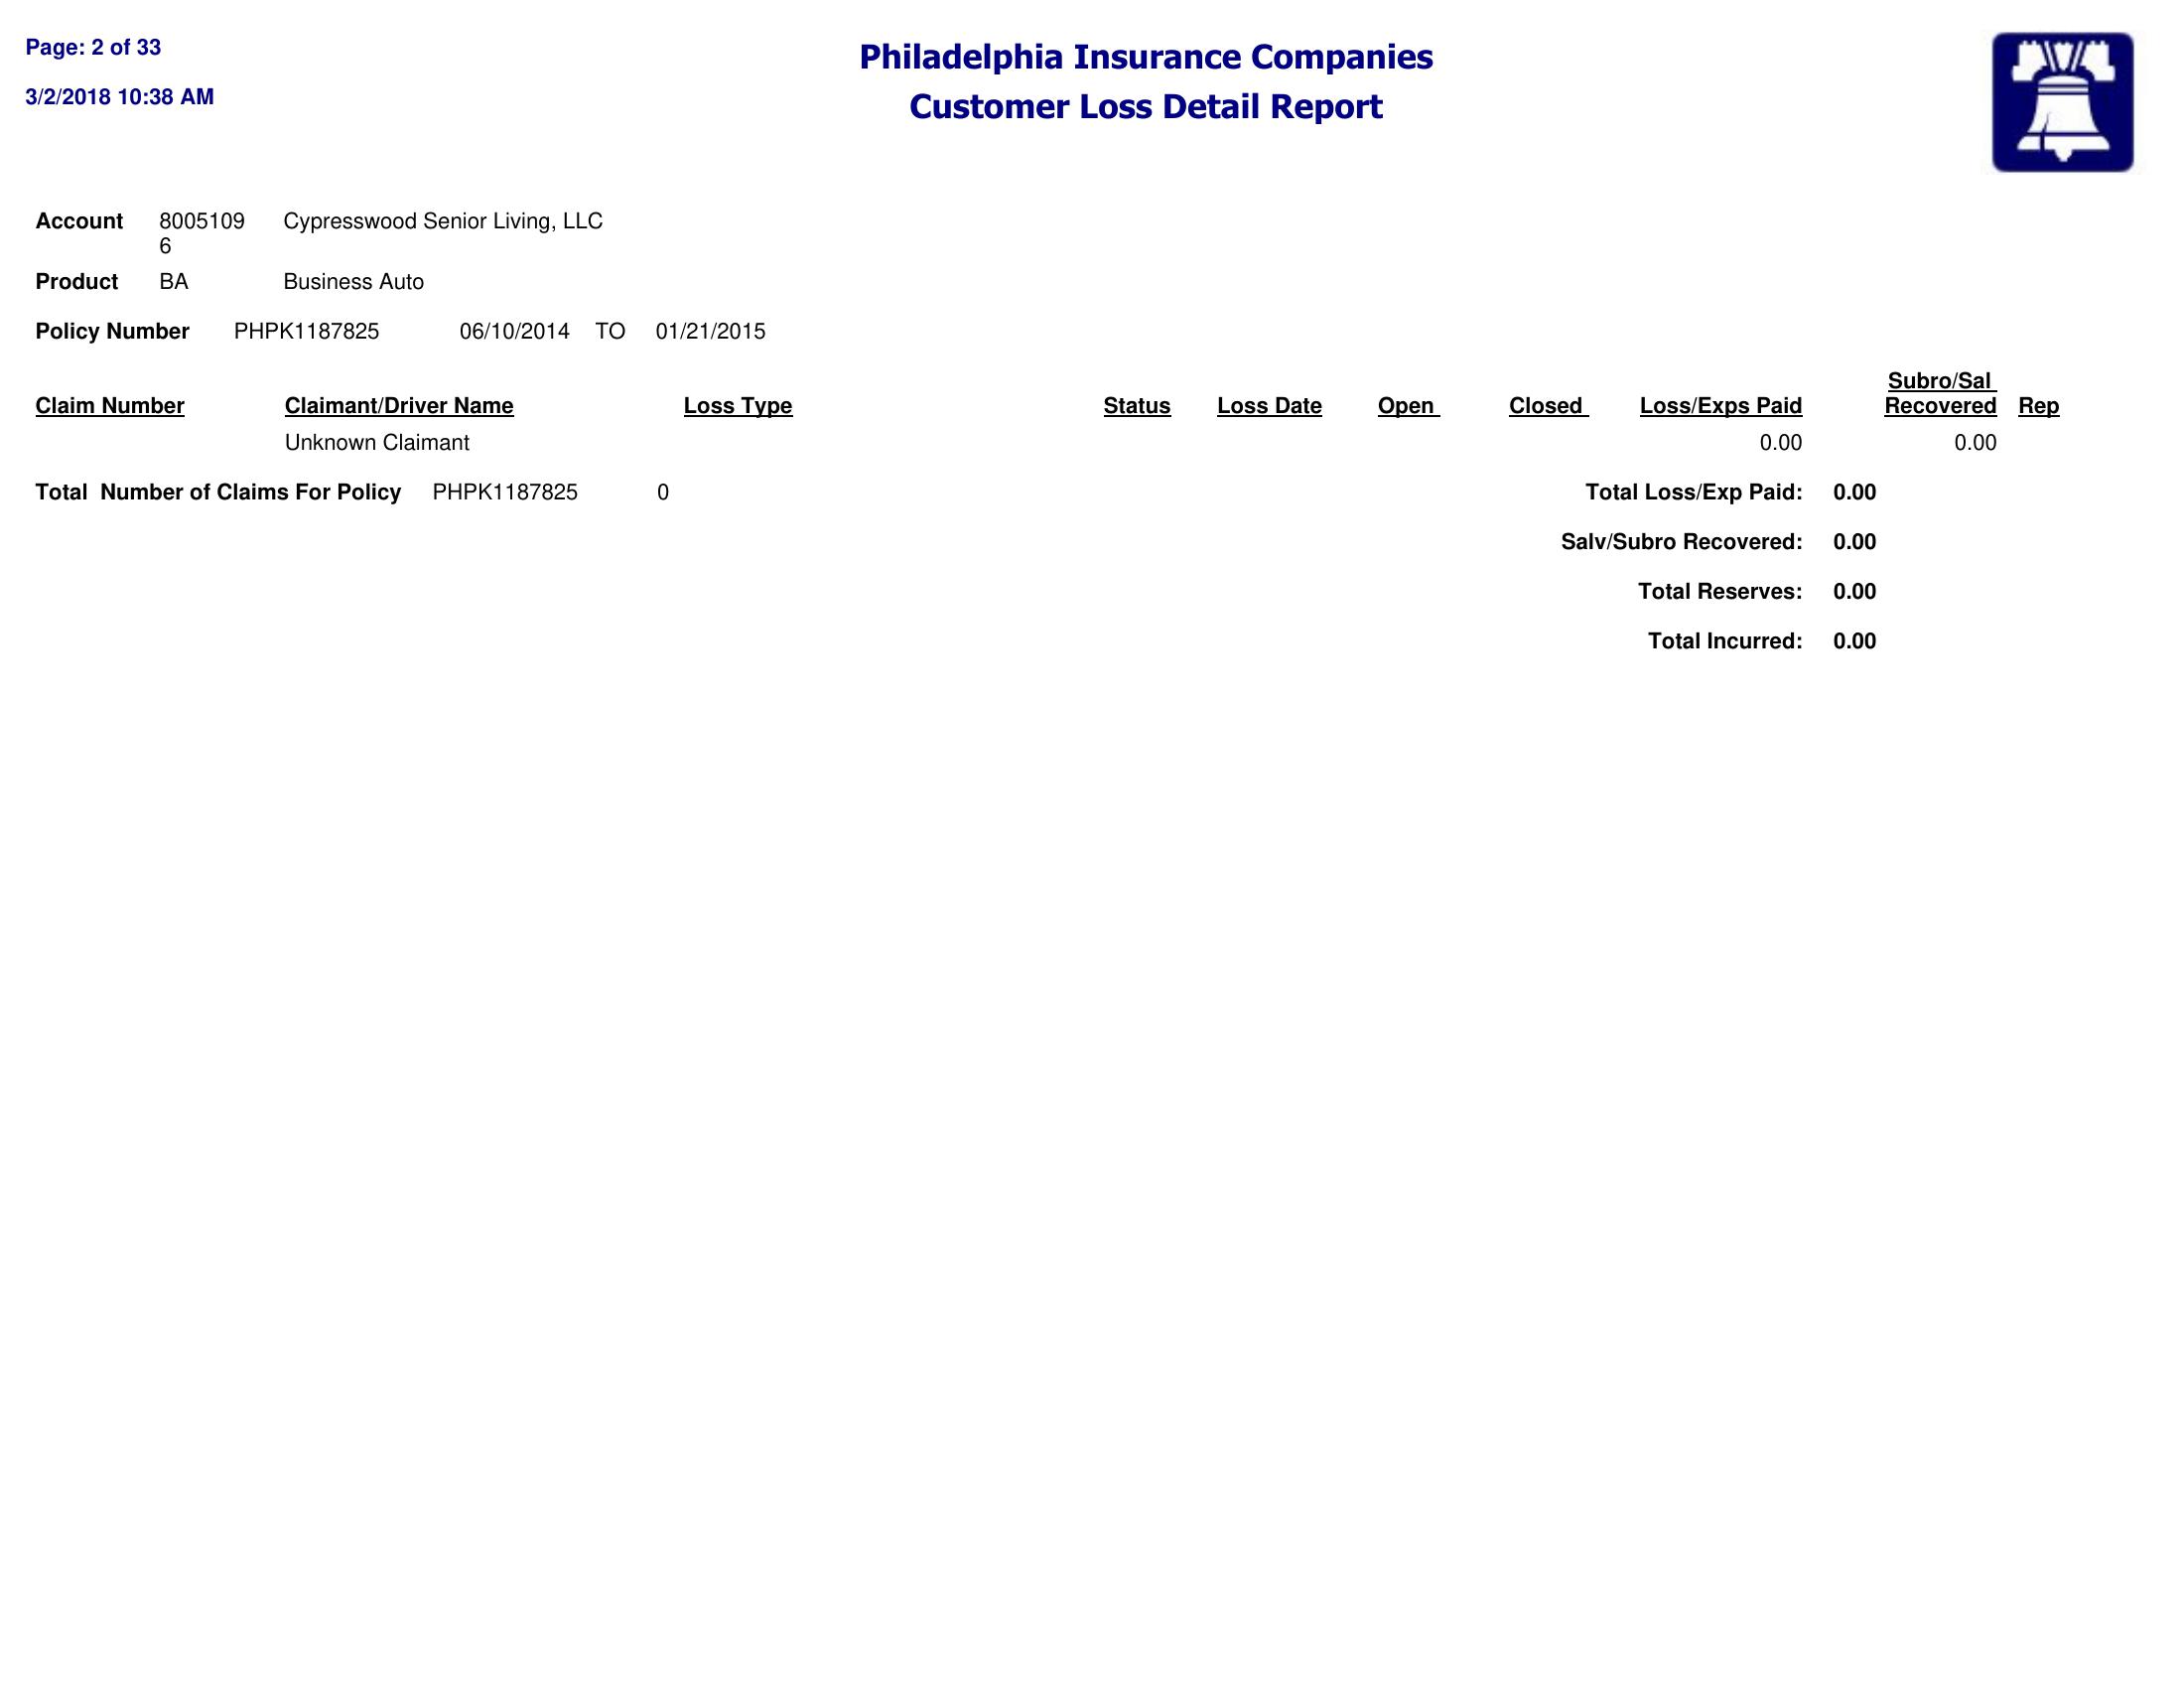 Page: 2 of 33
Philadelphia Insurance Companies
3/2/2018 10:38 AM
Customer Loss Detail Report
Account 8005109 Cypresswood Senior Living, LLC
6
Product BA Business Auto
Policy Number PHPK1187825 06/10/2014 TO 01/21/2015
Subro/Sal
Claim Number Claimant/Driver Name Loss Type Status Loss Date Open Closed Loss/Exps Paid Recovered Rep
Unknown Claimant 0.00 0.00
Total Number of Claims For Policy PHPK1187825 0 Total Loss/Exp Paid: 0.00
Salv/Subro Recovered: 0.00
Total Reserves: 0.00
Total Incurred: 0.00